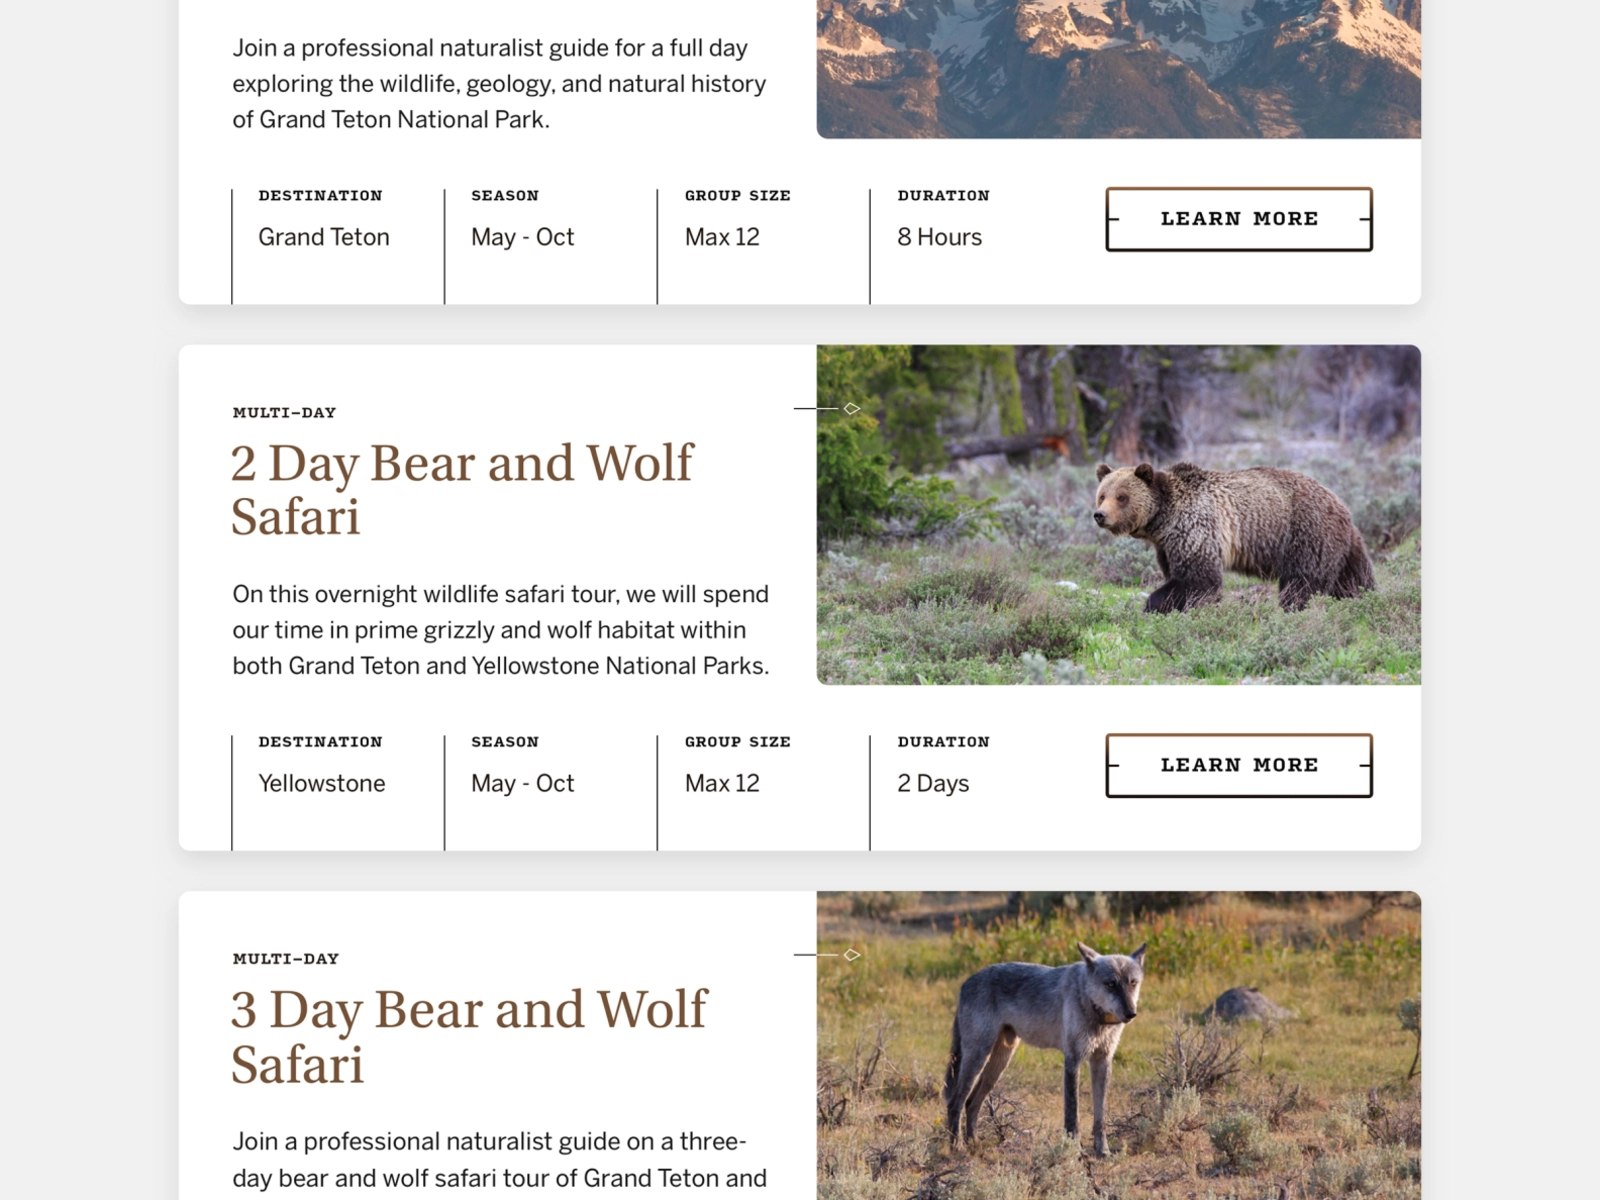 Join a professional naturalist guide for a full day
exploring the wildlife, geology, and natural history
of Grand Teton National Park.
DESTINATION
Grand Teton
SEASON
May - Oct
GROUP SIZE
Max 12
DURATION
8 Hours
LEARN MORE
MULTI-DAY
2 Day Bear and Wolf
Safari
On this overnight wildlife safari tour, we will spend
our time in prime grizzly and wolf habitat within
both Grand Teton and Yellowstone National Parks.
DESTINATION
Yellowstone
SEASON
May - Oct
GROUP SIZE
Max 12
DURATION
2 Days
LEARN MORE
MULTI-DAY
3 Day Bear and Wolf
Safari
Join a professional naturalist guide on a three-
day bear and wolf safari tour of Grand Teton and